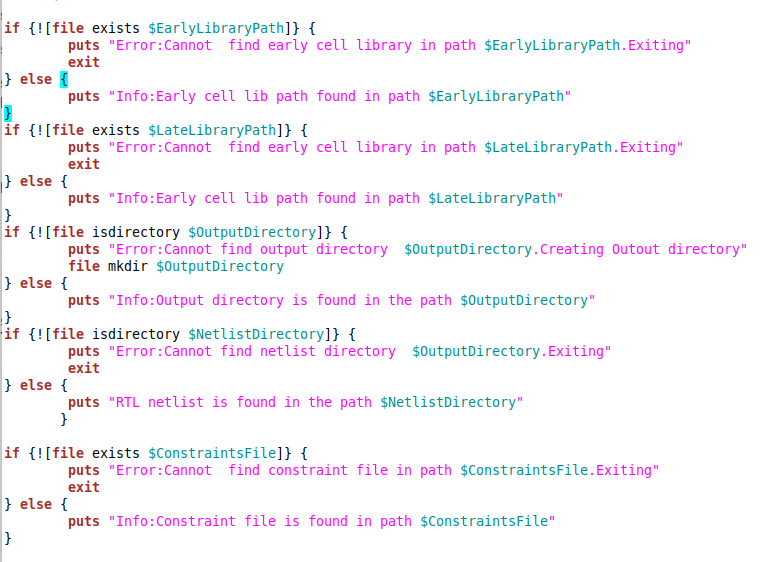 if {![file exists $EarlyLibraryPath]} {
        puts "Error:Cannot  find early cell library in path $EarlyLibraryPath.Exiting"
        exit
} else {
        puts "Info:Early cell lib path found in path $EarlyLibraryPath"
}
if {![file exists $LateLibraryPath]} {
        puts "Error:Cannot  find early cell library in path $LateLibraryPath.Exiting"
        exit
} else {
        puts "Info:Early cell lib path found in path $LateLibraryPath"
}
if {![file isdirectory $OutputDirectory]} {
        puts "Error:Cannot find output directory  $OutputDirectory.Creating Outout directory"
        file mkdir $OutputDirectory
} else {
        puts "Info:Output directory is found in the path $OutputDirectory"
}
if {![file isdirectory $NetlistDirectory]} {
        puts "Error:Cannot find netlist directory  $OutputDirectory.Exiting"
        exit
} else {
        puts "RTL netlist is found in the path $NetlistDirectory"
       }

if {![file exists $ConstraintsFile]} {
        puts "Error:Cannot  find constraint file in path $ConstraintsFile.Exiting"
        exit
} else {
        puts "Info:Constraint file is found in path $ConstraintsFile"
}